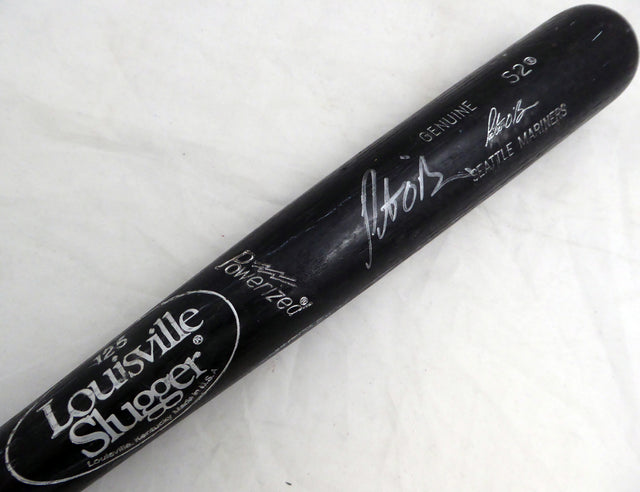 125
Louisville
Slugger®
Louisville, Kentucky Made in U.S.A
Powerized®
GENUINE S2®
SEATTLE MARINERS